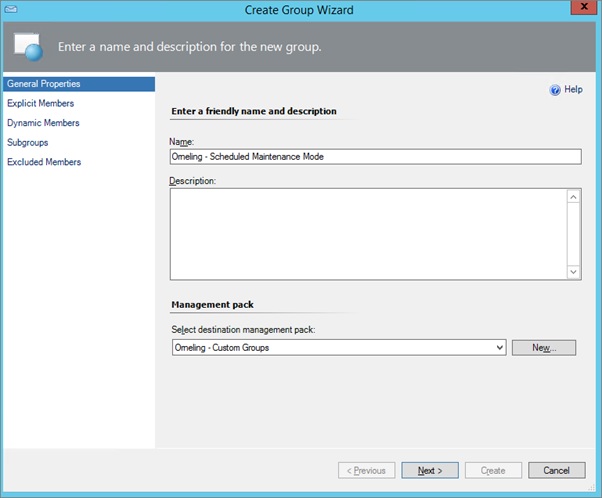 Create Group Wizard
x
Enter a name and description for the new group.
General Properties
Explicit Members
Dynamic Members
Subgroups
Excluded Members
Help
Enter a friendly name and description
Name:
Omeling - Scheduled Maintenance Mode
Description:
Management pack
Select destination management pack:
Omeling - Custom Groups
New...
< Previous
Next >
Create
Cancel